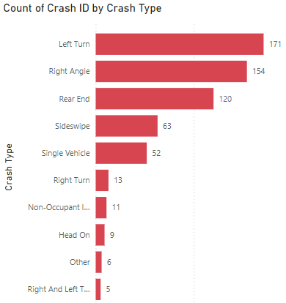 Count of Crash ID by Crash Type
Crash Type
Left Turn 171
Right Angle 154
Rear End 120
Sideswipe 63
Single Vehicle 52
Right Turn 13
Non-Occupant I... 11
Head On 9
Other 6
Right And Left T... 5